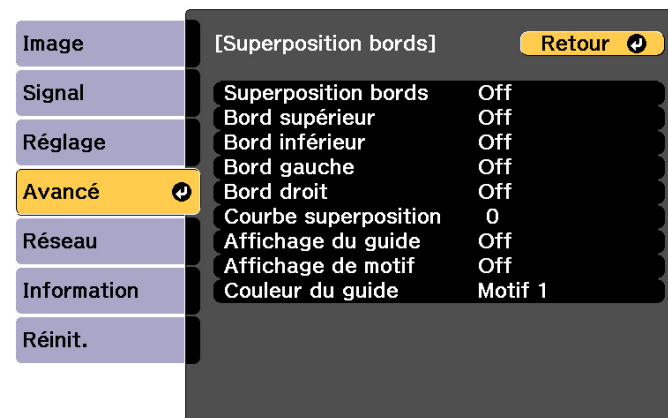 Image
Signal
Réglage
Avancé
Réseau
Information
Réinit.
[Superposition bords]
Retour
Superposition bords Off
Bord supérieur Off
Bord inférieur Off
Bord gauche Off
Bord droit Off
Courbe superposition 0
Affichage du guide Off
Affichage de motif Off
Couleur du guide Motif 1